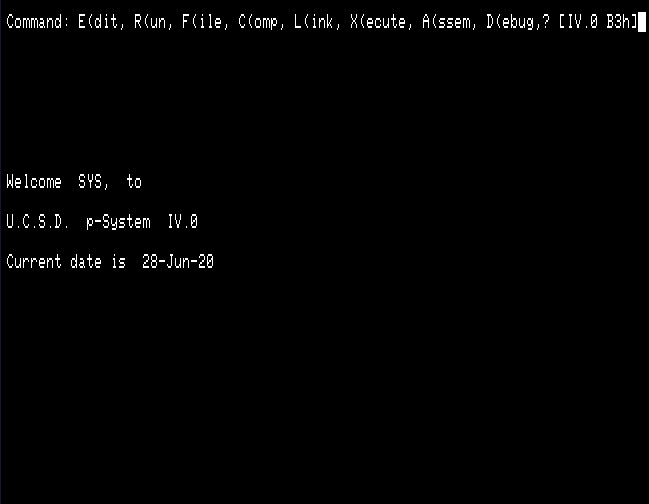 Command: E(dit, R(un, F(ile, C(omp, L(ink, X(ecute, A(ssem, D(ebug,? [IV.0 B3h]
Welcome  SYS,  to
U.C.S.D.  p-System  IV.0
Current date is  28-Jun-20